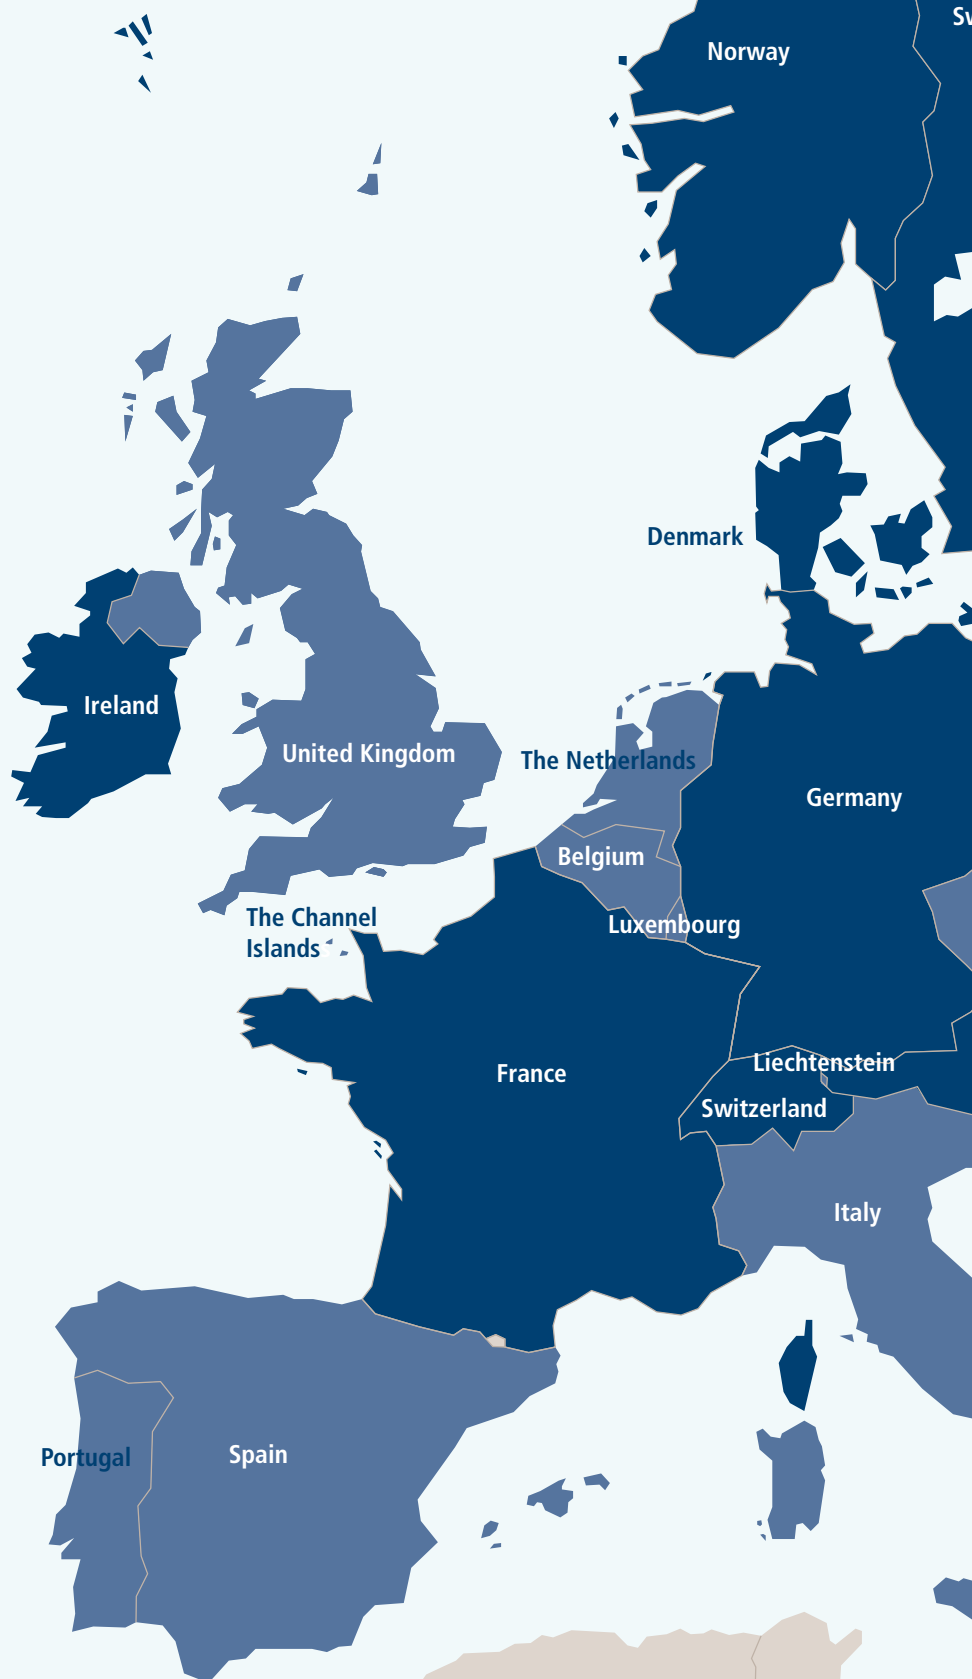 Norway
Sv
Denmark
Ireland
United Kingdom
The Netherlands
Germany
Belgium
The Channel
Islands
Luxembourg
Liechtenstein
France
Switzerland
Italy
Portugal
Spain